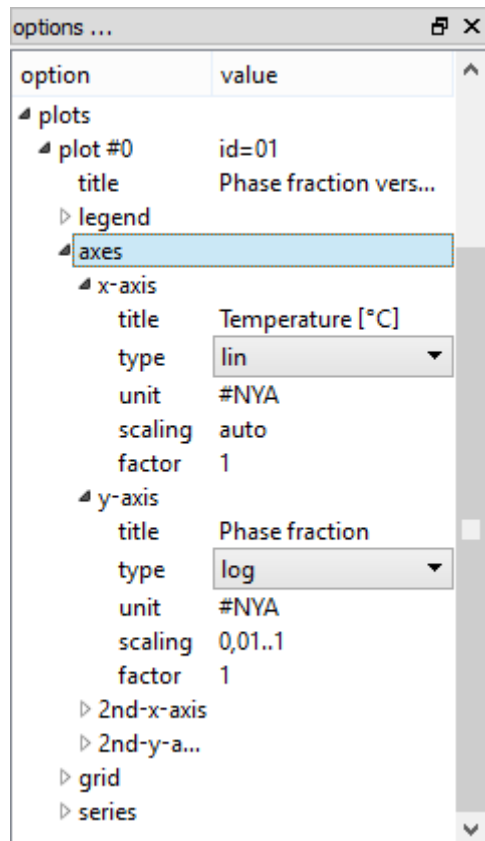 options ...
option value
plots
plot #0 id=01
title Phase fraction vers...
legend
axes
x-axis
title Temperature [°C]
type lin
unit #NYA
scaling auto
factor 1
y-axis
title Phase fraction
type log
unit #NYA
scaling 0,01..1
factor 1
2nd-x-axis
2nd-y-a...
grid
series